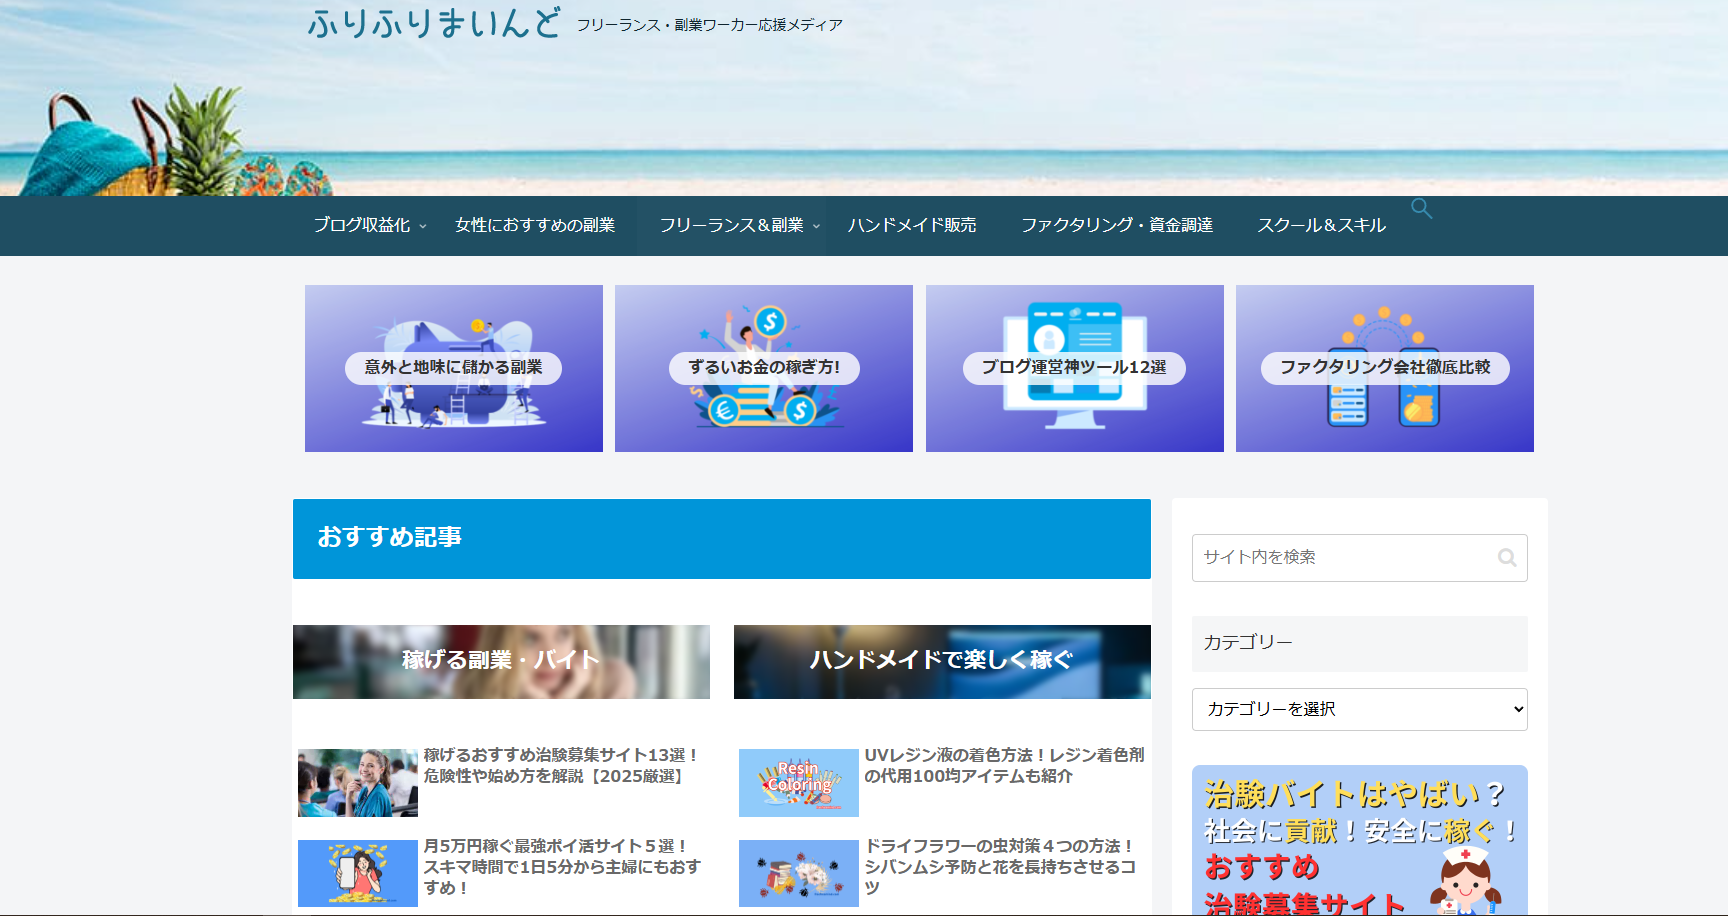 ふりふりまいんど フリーランス・副業ワーカー応援メディア
ブログ収益化 女性におすすめの副業 フリーランス＆副業 ハンドメイド販売 ファクタリング・資金調達 スクール＆スキル
意外と地味に儲かる副業
ずるいお金の稼ぎ方!
ブログ運営神ツール12選
ファクタリング会社徹底比較
おすすめ記事
稼げる副業・バイト
ハンドメイドで楽しく稼ぐ
稼げるおすすめ治験募集サイト13選！
危険性や始め方を解説【2025厳選】
Resin
Coloring
UVレジン液の着色方法！レジン着色剤
の代用100均アイテムも紹介
月5万円稼ぐ最強ポイ活サイト５選！
スキマ時間で1日5分から主婦にもおす
すめ！
ドライフラワーの虫対策４つの方法！
シバンムシ予防と花を長持ちさせるコ
ツ
サイト内を検索
カテゴリー
カテゴリーを選択
治験バイトはやばい？
社会に貢献！安全に稼ぐ！
おすすめ
治験募集サイト